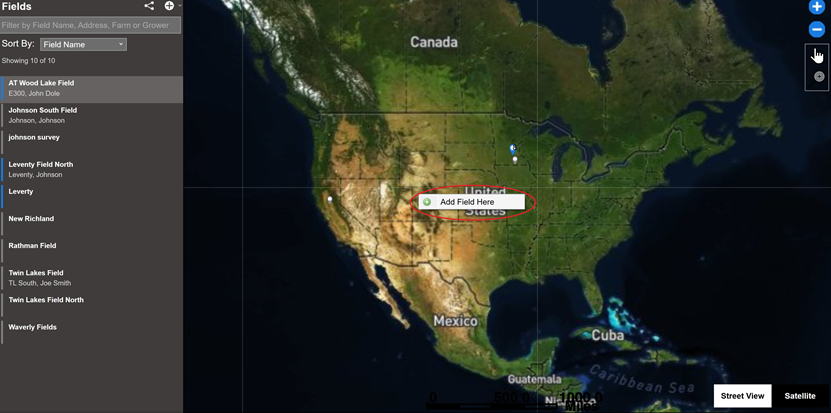 Fields
Filter by Field Name, Address, Farm or Grower
Sort By: Field Name
Showing 10 of 10
AT Wood Lake Field
E300, John Dole
Johnson South Field
Johnson, Johnson
johnson survey
Leventy Field North
Leventy, Johnson
Leverty
New Richland
Rathman Field
Twin Lakes Field
TL South, Joe Smith
Twin Lakes Field North
Waverly Fields
Canada
United
States
Add Field Here
Mexico
Cuba
Guatemala
Caribbean Sea
0 500.0 1000.0
Miles
Street View
Satellite